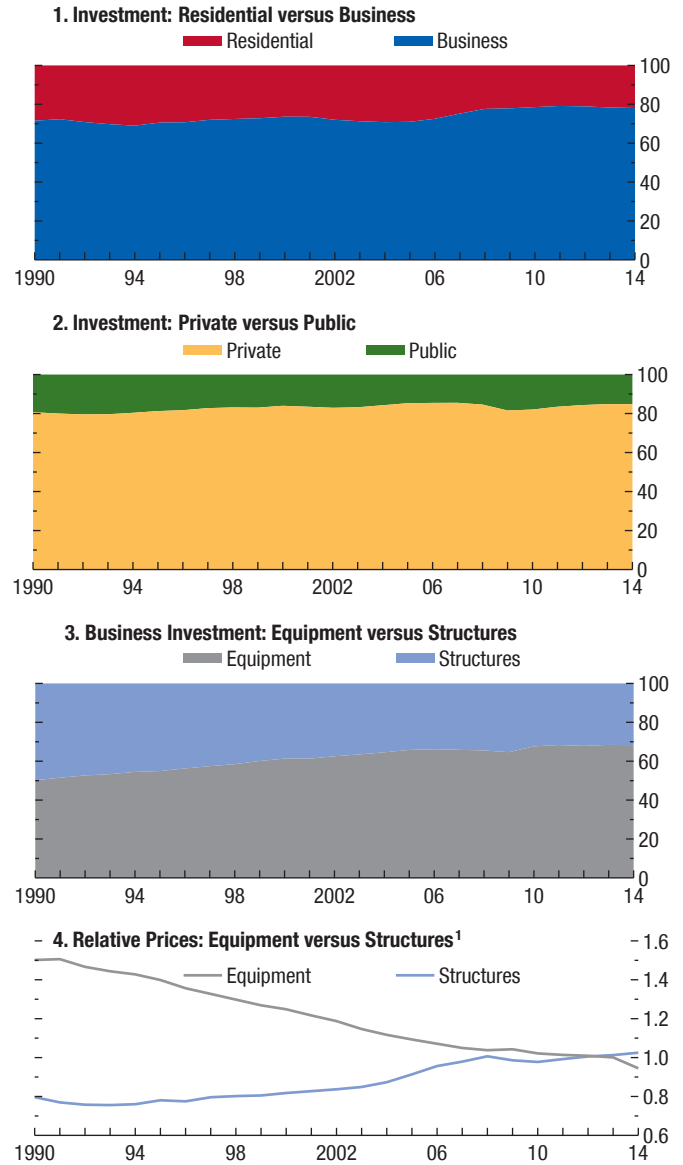 1. Investment: Residential versus Business
Residential Business
100
80
60
40
20
0
1990 94 98 2002 06 10 14
2. Investment: Private versus Public
Private Public
100
80
60
40
20
0
1990 94 98 2002 06 10 14
3. Business Investment: Equipment versus Structures
Equipment Structures
100
80
60
40
20
0
1990 94 98 2002 06 10 14
4. Relative Prices: Equipment versus Structures¹
Equipment Structures
1.6
1.4
1.2
1.0
0.8
0.6
1990 94 98 2002 06 10 14